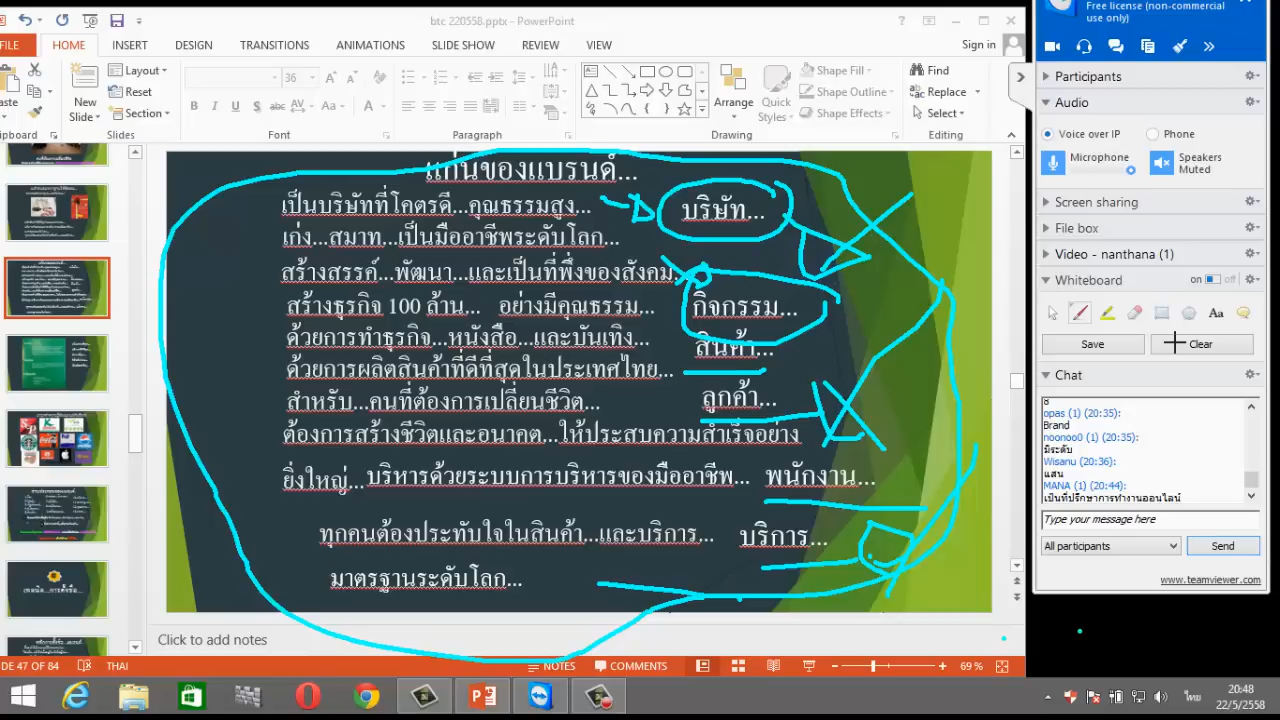 btc 220558.pptx - PowerPoint
FILE HOME INSERT DESIGN TRANSITIONS ANIMATIONS SLIDE SHOW REVIEW VIEW Sign in
Layout
Reset
New Slide Section
36
Shape Fill
Arrange Quick Styles Shape Outline
Shape Effects
Find
Replace
Select
Slides Font Paragraph Drawing Editing
แก่นของแบรนด์...
เป็นบริษัทที่โคตรดี...คุณธรรมสูง... บริษัท...
เก่ง...สมาท...เป็นมืออาชีพระดับโลก...
สร้างสรรค์...พัฒนา...และเป็นที่พึ่งของสังคม...
สร้างธุรกิจ 100 ล้าน... อย่างมีคุณธรรม... กิจกรรม...
ด้วยการทำธุรกิจ...หนังสือ...และบันเทิง...
สินค้า...
ด้วยการผลิตสินค้าที่ดีที่สุดในประเทศไทย...
สำหรับ...คนที่ต้องการเปลี่ยนชีวิต... ลูกค้า...
ต้องการสร้างชีวิตและอนาคต...ให้ประสบความสำเร็จอย่าง
ยิ่งใหญ่...บริหารด้วยระบบการบริหารของมืออาชีพ... พนักงาน...
ทุกคนต้องประทับใจในสินค้า...และบริการ... บริการ...
มาตรฐานระดับโลก...
Click to add notes
DE 47 OF 84 THAI NOTES COMMENTS 69 %
Free license (non-commercial
use only)
Participants
Audio
Voice over IP Phone
Microphone Speakers
Muted
Screen sharing
File box
Video - nanthana (1)
Whiteboard on off
Aa
Save Clear
Chat
opas (1) (20:35):
Brand
noonoo0 (1) (20:35):
มีระดับ
Wisanu (1) (20:36):
แสน
MANA (1) (20:44):
เป็นที่ปรึกษาการทำงานออนไลน์
Type your message here
All participants Send
www.teamviewer.com
ไทย 20:48
22/5/2558